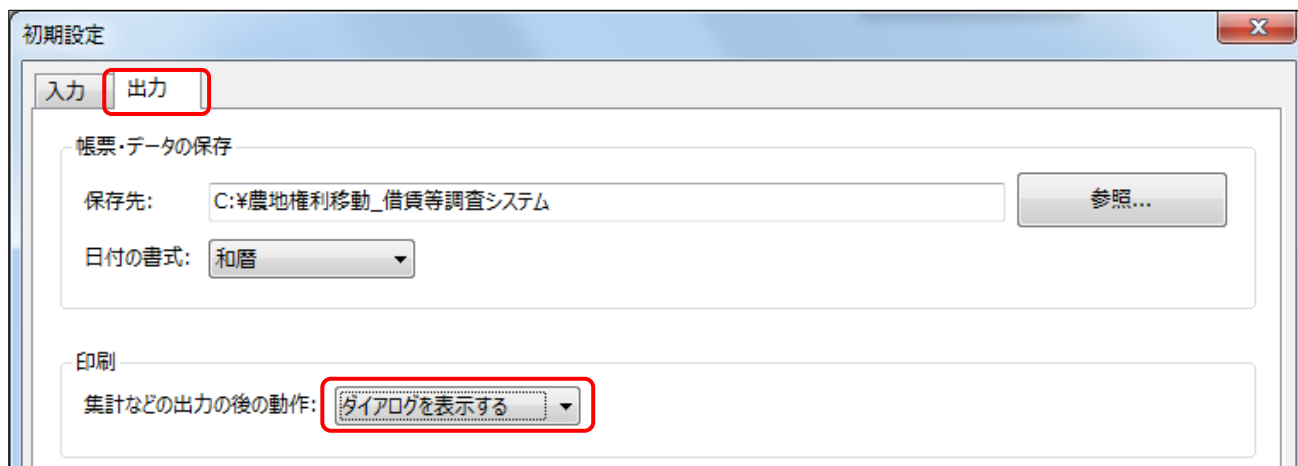 初期設定
入力 出力
帳票・データの保存
保存先: C:¥農地権利移動_借賃等調査システム 参照...
日付の書式: 和暦
印刷
集計などの出力の後の動作: ダイアログを表示する